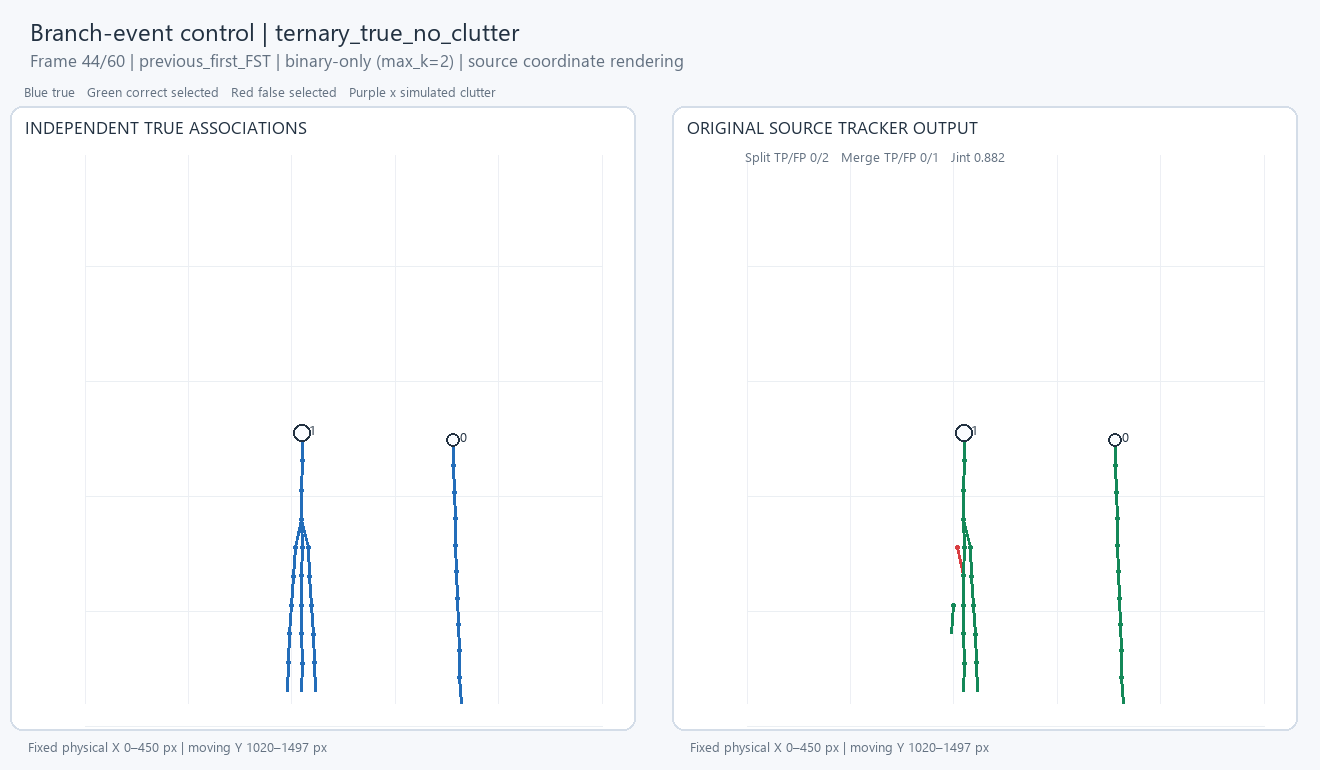 Branch-event control | ternary_true_no_clutter
Frame 44/60 | previous_first_FST | binary-only (max_k=2) | source coordinate rendering
Blue true   Green correct selected   Red false selected   Purple x simulated clutter
INDEPENDENT TRUE ASSOCIATIONS
1
0
Fixed physical X 0–450 px | moving Y 1020–1497 px
ORIGINAL SOURCE TRACKER OUTPUT
Split TP/FP 0/2   Merge TP/FP 0/1   Jint 0.882
1
0
Fixed physical X 0–450 px | moving Y 1020–1497 px